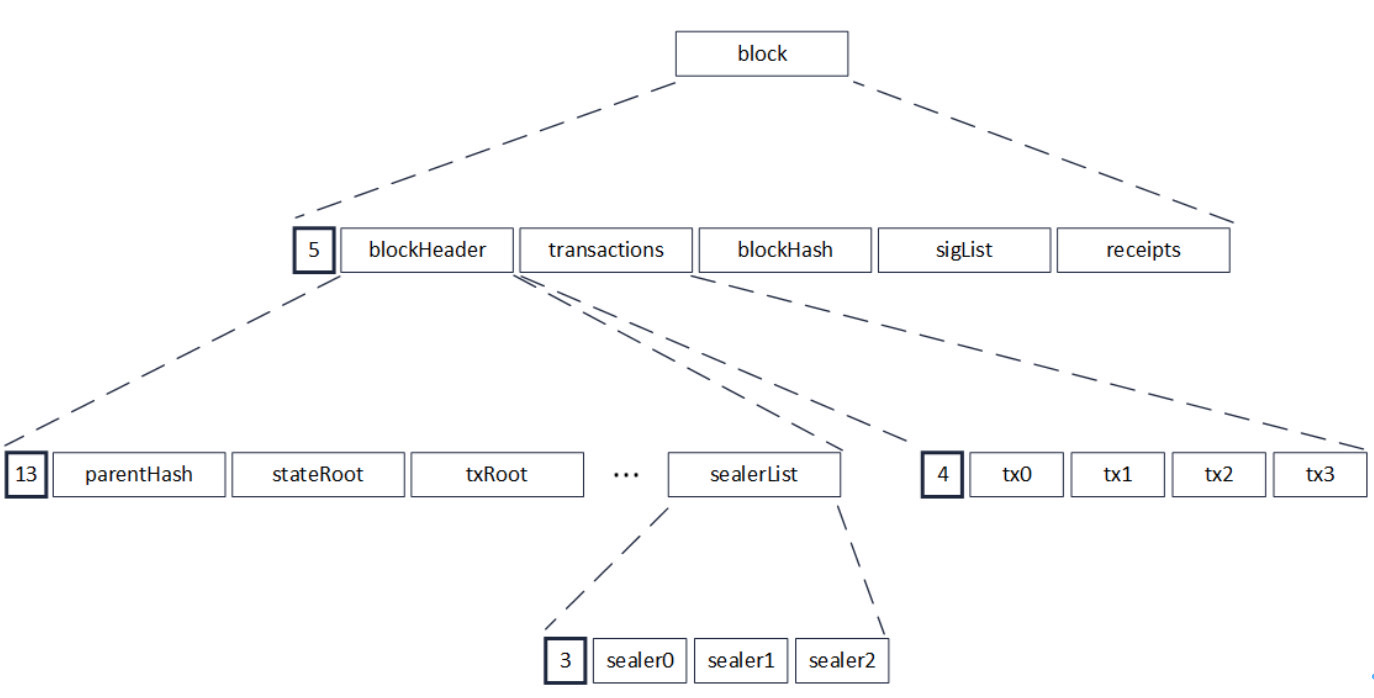 block
5 blockHeader transactions blockHash sigList receipts
13 parentHash stateRoot txRoot ... sealerList 4 tx0 tx1 tx2 tx3
3 sealer0 sealer1 sealer2